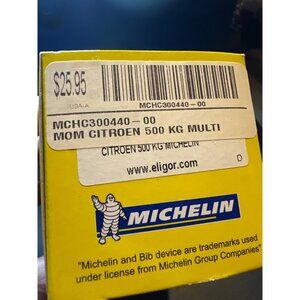 $25.95
USA-A
MCHC300440-00
MCHC300440-00
MOM CITROEN 500 KG MULTI
CITROEN 500 KG MICHELIN
www.eligor.com
D
MICHELIN
"Michelin and Bib device are trademarks used
under license from Michelin Group Companies"